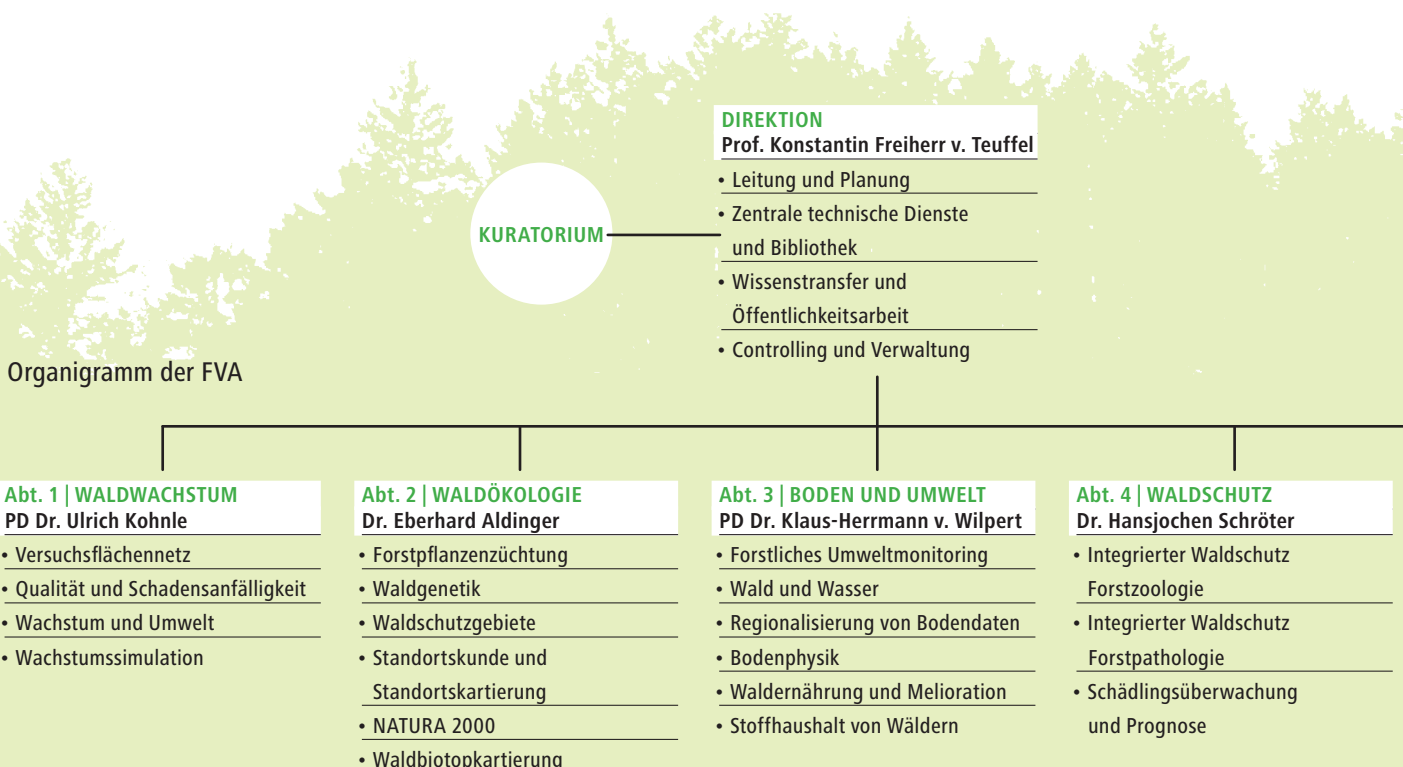 DIREKTION
Prof. Konstantin Freiherr v. Teuffel
• Leitung und Planung
• Zentrale technische Dienste
und Bibliothek
• Wissenstransfer und
Öffentlichkeitsarbeit
• Controlling und Verwaltung
KURATORIUM
Organigramm der FVA
Abt. 1 | WALDWACHSTUM
PD Dr. Ulrich Kohnle
• Versuchsflächennetz
• Qualität und Schadensanfälligkeit
• Wachstum und Umwelt
• Wachstumssimulation
Abt. 2 | WALDÖKOLOGIE
Dr. Eberhard Aldinger
• Forstpflanzenzüchtung
• Waldgenetik
• Waldschutzgebiete
• Standortskunde und
Standortskartierung
• NATURA 2000
• Waldbiotopkartierung
Abt. 3 | BODEN UND UMWELT
PD Dr. Klaus-Herrmann v. Wilpert
• Forstliches Umweltmonitoring
• Wald und Wasser
• Regionalisierung von Bodendaten
• Bodenphysik
• Waldernährung und Melioration
• Stoffhaushalt von Wäldern
Abt. 4 | WALDSCHUTZ
Dr. Hansjochen Schröter
• Integrierter Waldschutz
Forstzoologie
• Integrierter Waldschutz
Forstpathologie
• Schädlingsüberwachung
und Prognose